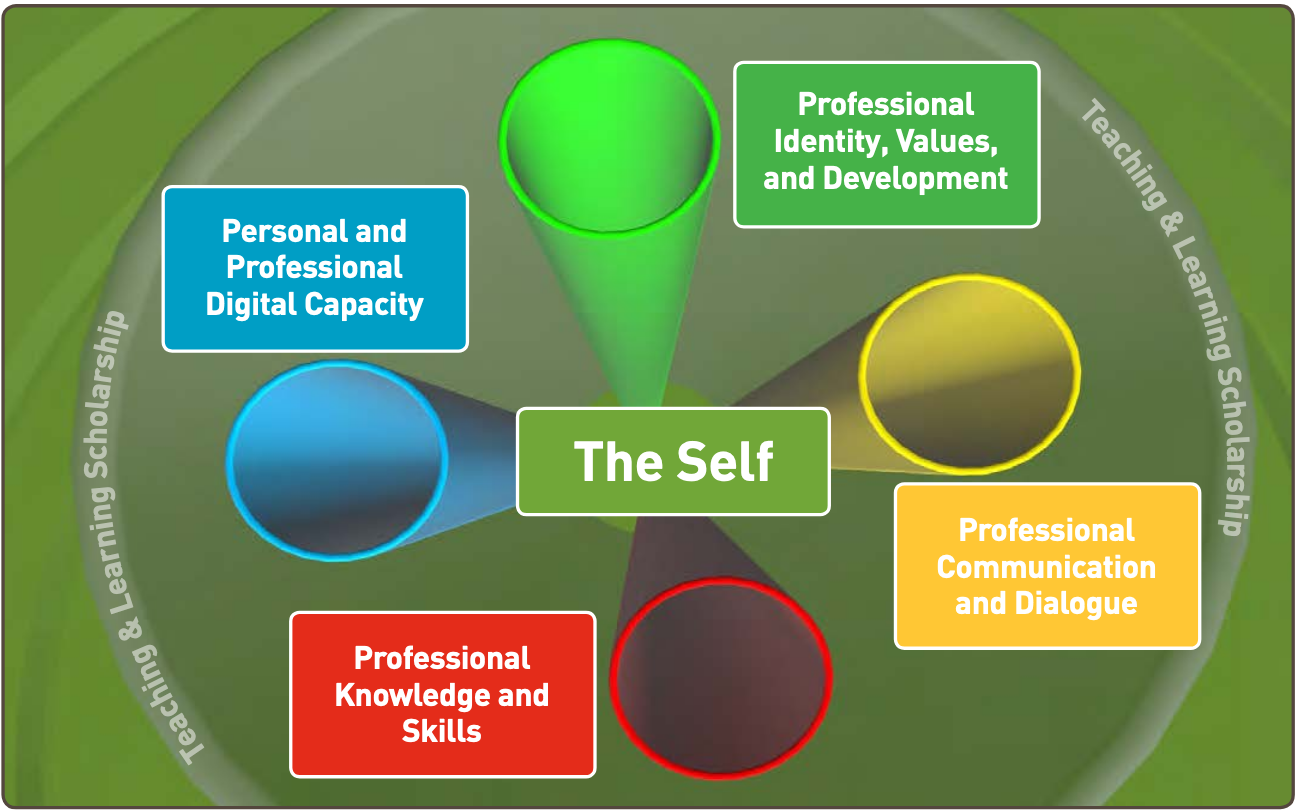 Professional
Identity, Values,
and Development
Teaching & Learning Scholarship
Personal and
Professional
Digital Capacity
Teaching & Learning Scholarship
The Self
Professional
Communication
and Dialogue
Professional
Knowledge and
Skills